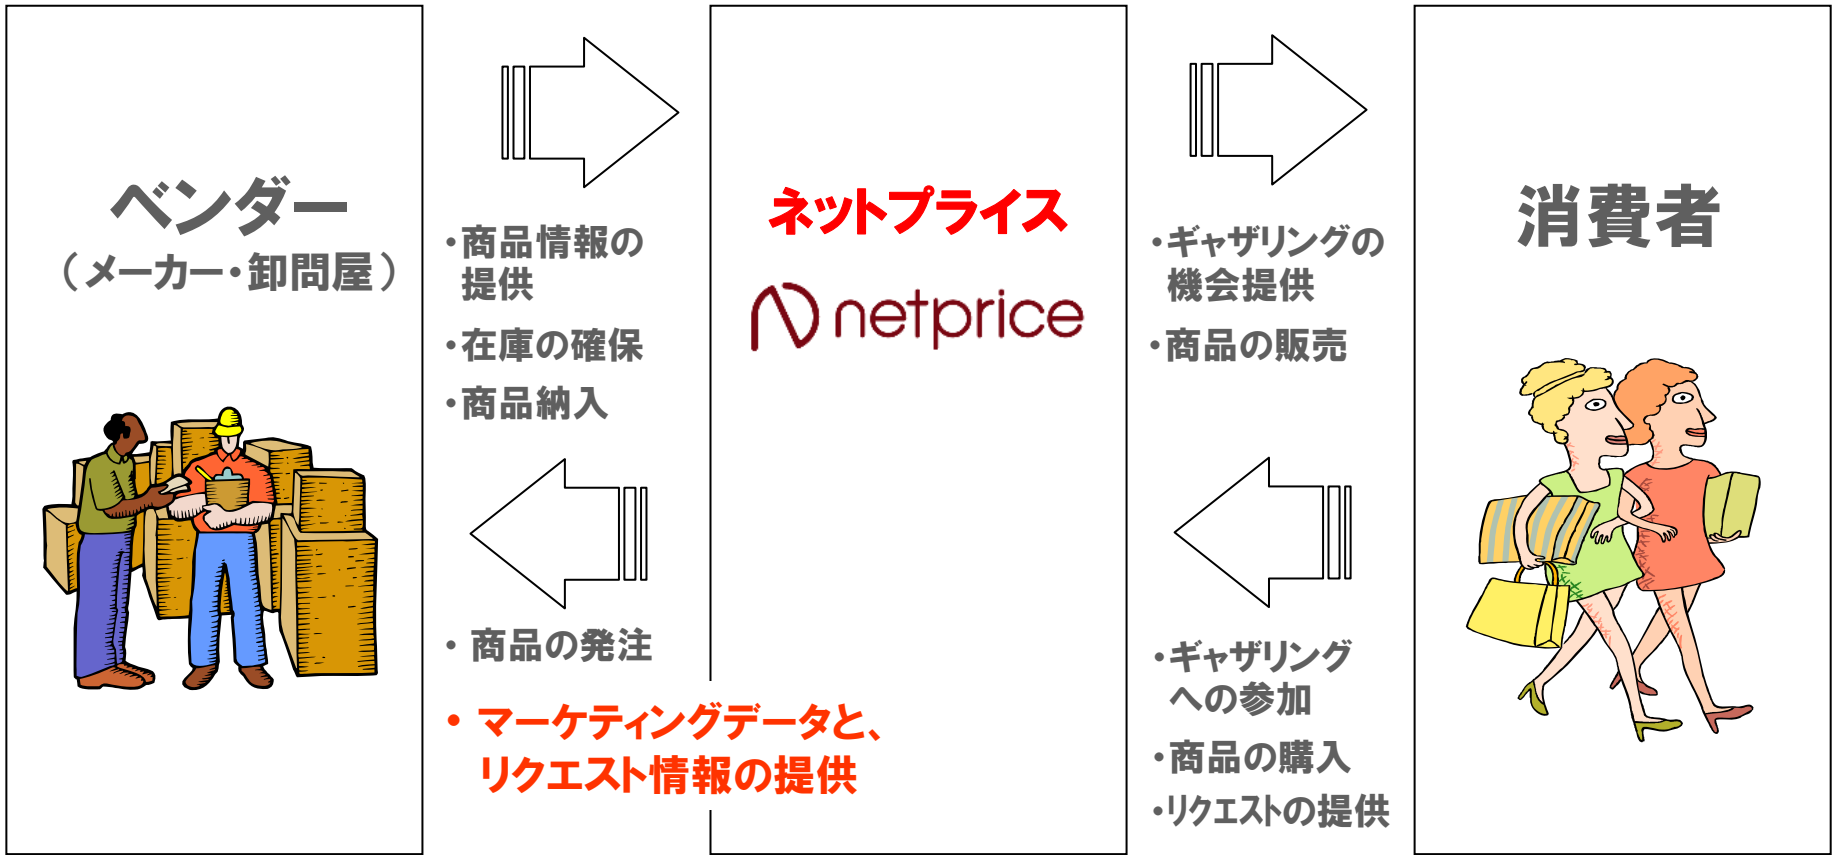 ベンダー
（メーカー・卸問屋）
・商品情報の
提供
・在庫の確保
・商品納入
・商品の発注
・マーケティングデータと、
リクエスト情報の提供
ネットプライス
netprice
・ギャザリングの
機会提供
・商品の販売
・ギャザリング
への参加
・商品の購入
・リクエストの提供
消費者